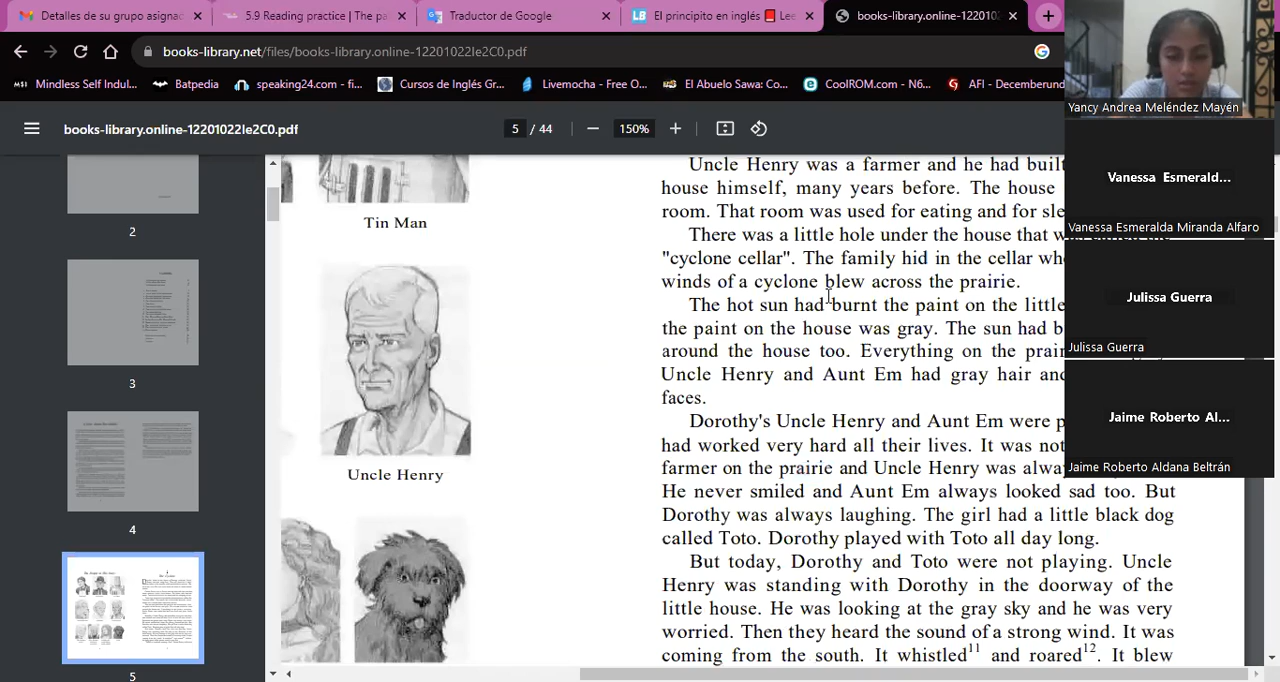 Detalles de su grupo asignad
5.9 Reading practice | The pa
Traductor de Google
El principito en inglés Lee
books-library.online-1220102
books-library.net/files/books-library.online-12201022Ie2C0.pdf
Mindless Self Indul...
Batpedia
speaking24.com - fi...
Cursos de Inglés Gr...
Livemocha - Free O...
El Abuelo Sawa: Co...
CoolROM.com - N6...
AFI - Decemberund
books-library.online-12201022Ie2C0.pdf
5 / 44
150%
2
3
4
5
Tin Man
Uncle Henry
Uncle Henry was a farmer and he had built
house himself, many years before. The house
room. That room was used for eating and for sle
There was a little hole under the house that w
"cyclone cellar". The family hid in the cellar whe
winds of a cyclone blew across the prairie.
The hot sun had burnt the paint on the little
the paint on the house was gray. The sun had b
around the house too. Everything on the prair
Uncle Henry and Aunt Em had gray hair and
faces.
Dorothy's Uncle Henry and Aunt Em were p
had worked very hard all their lives. It was not
farmer on the prairie and Uncle Henry was alway
He never smiled and Aunt Em always looked sad too. But
Dorothy was always laughing. The girl had a little black dog
called Toto. Dorothy played with Toto all day long.
But today, Dorothy and Toto were not playing. Uncle
Henry was standing with Dorothy in the doorway of the
little house. He was looking at the gray sky and he was very
worried. Then they heard the sound of a strong wind. It was
coming from the south. It whistled11 and roared12. It blew
Yancy Andrea Meléndez Mayén
Vanessa Esmerald...
Vanessa Esmeralda Miranda Alfaro
Julissa Guerra
Julissa Guerra
Jaime Roberto Al...
Jaime Roberto Aldana Beltrán